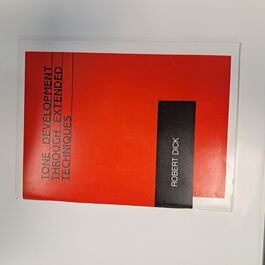 TONE DEVELOPMENT
THROUGH EXTENDED
TECHNIQUES
ROBERT DICK